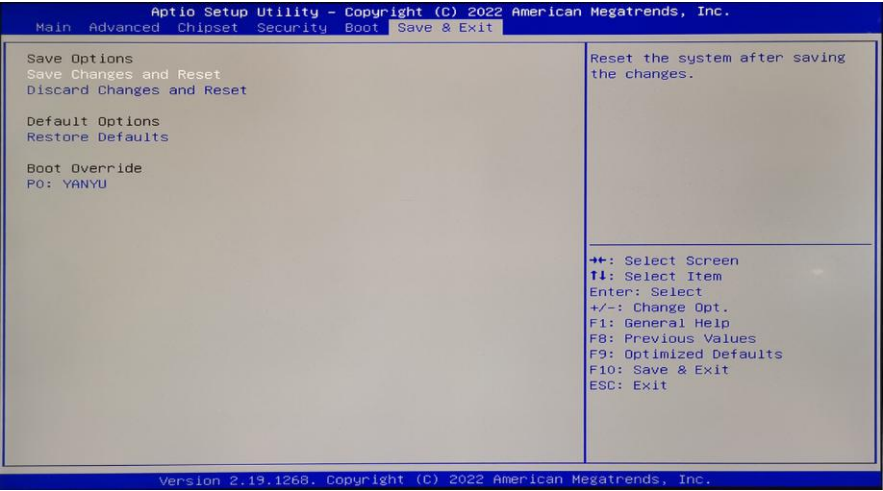 Aptio Setup Utility – Copyright (C) 2022 American Megatrends, Inc.
Main Advanced Chipset Security Boot Save & Exit
Save Options
Save Changes and Reset
Discard Changes and Reset
Default Options
Restore Defaults
Boot Override
P0: YANYU
Reset the system after saving
the changes.
→←: Select Screen
↑↓: Select Item
Enter: Select
+/-: Change Opt.
F1: General Help
F8: Previous Values
F9: Optimized Defaults
F10: Save & Exit
ESC: Exit
Version 2.19.1268. Copyright (C) 2022 American Megatrends, Inc.